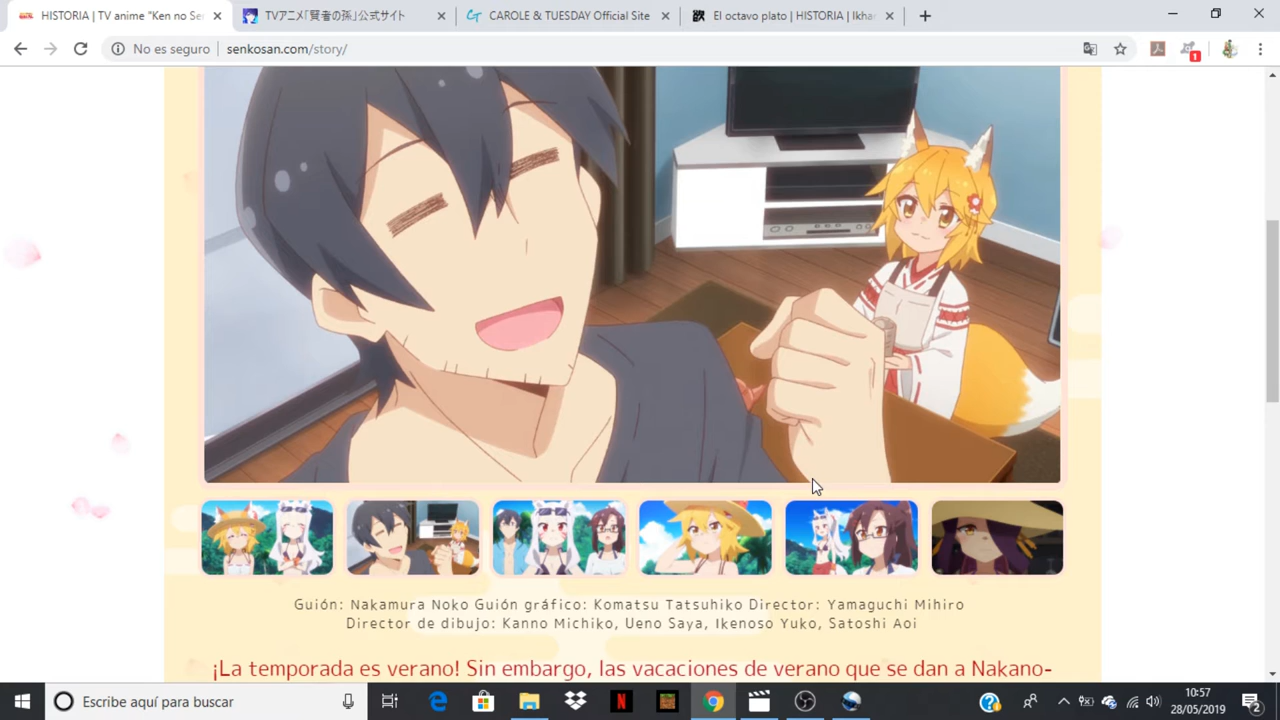 HISTORIA | TV anime "Ken no Se
TVアニメ「賢者の孫」公式サイト
CAROLE & TUESDAY Official Site
El octavo plato | HISTORIA | Ikhar
No es seguro
senkosan.com/story/
1
Guión: Nakamura Noko Guión gráfico: Komatsu Tatsuhiko Director: Yamaguchi Mihiro
Director de dibujo: Kanno Michiko, Ueno Saya, Ikenoso Yuko, Satoshi Aoi
¡La temporada es verano! Sin embargo, las vacaciones de verano que se dan a Nakano-
Escribe aquí para buscar
10:57
28/05/2019
2